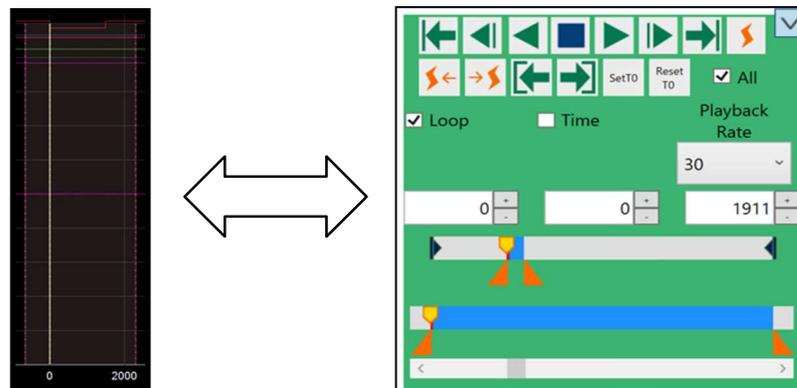 SetT0
Reset
T0
All
Loop
Time
Playback
Rate
30
0
0
1911
0
2000